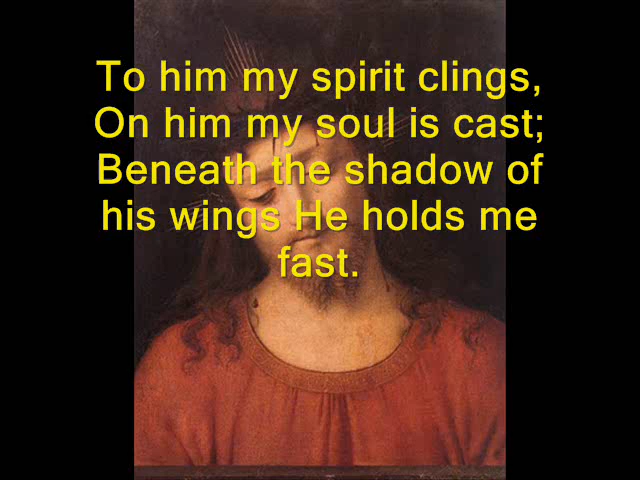 To him my spirit clings,
On him my soul is cast;
Beneath the shadow of
his wings He holds me
fast.